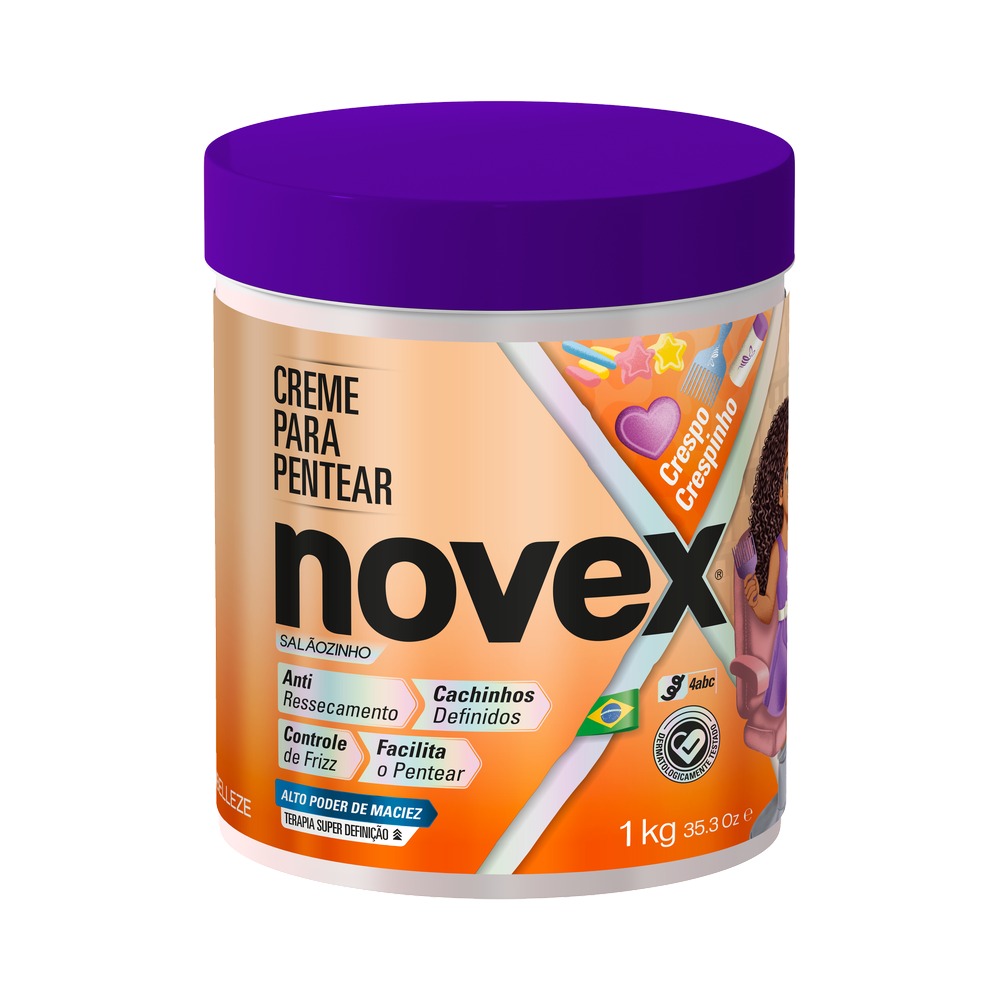 CREME
PARA
PENTEAR
Crespo
Crespinho
novex®
SALÃOZINHO
Anti
Ressecamento
Cachinhos
Definidos
Controle
de Frizz
Facilita
o Pentear
4abc
DERMATOLOGICAMENTE TESTADO
ALTO PODER DE MACIEZ
TERAPIA SUPER DEFINIÇÃO
1 kg 35.3 Oz ℮